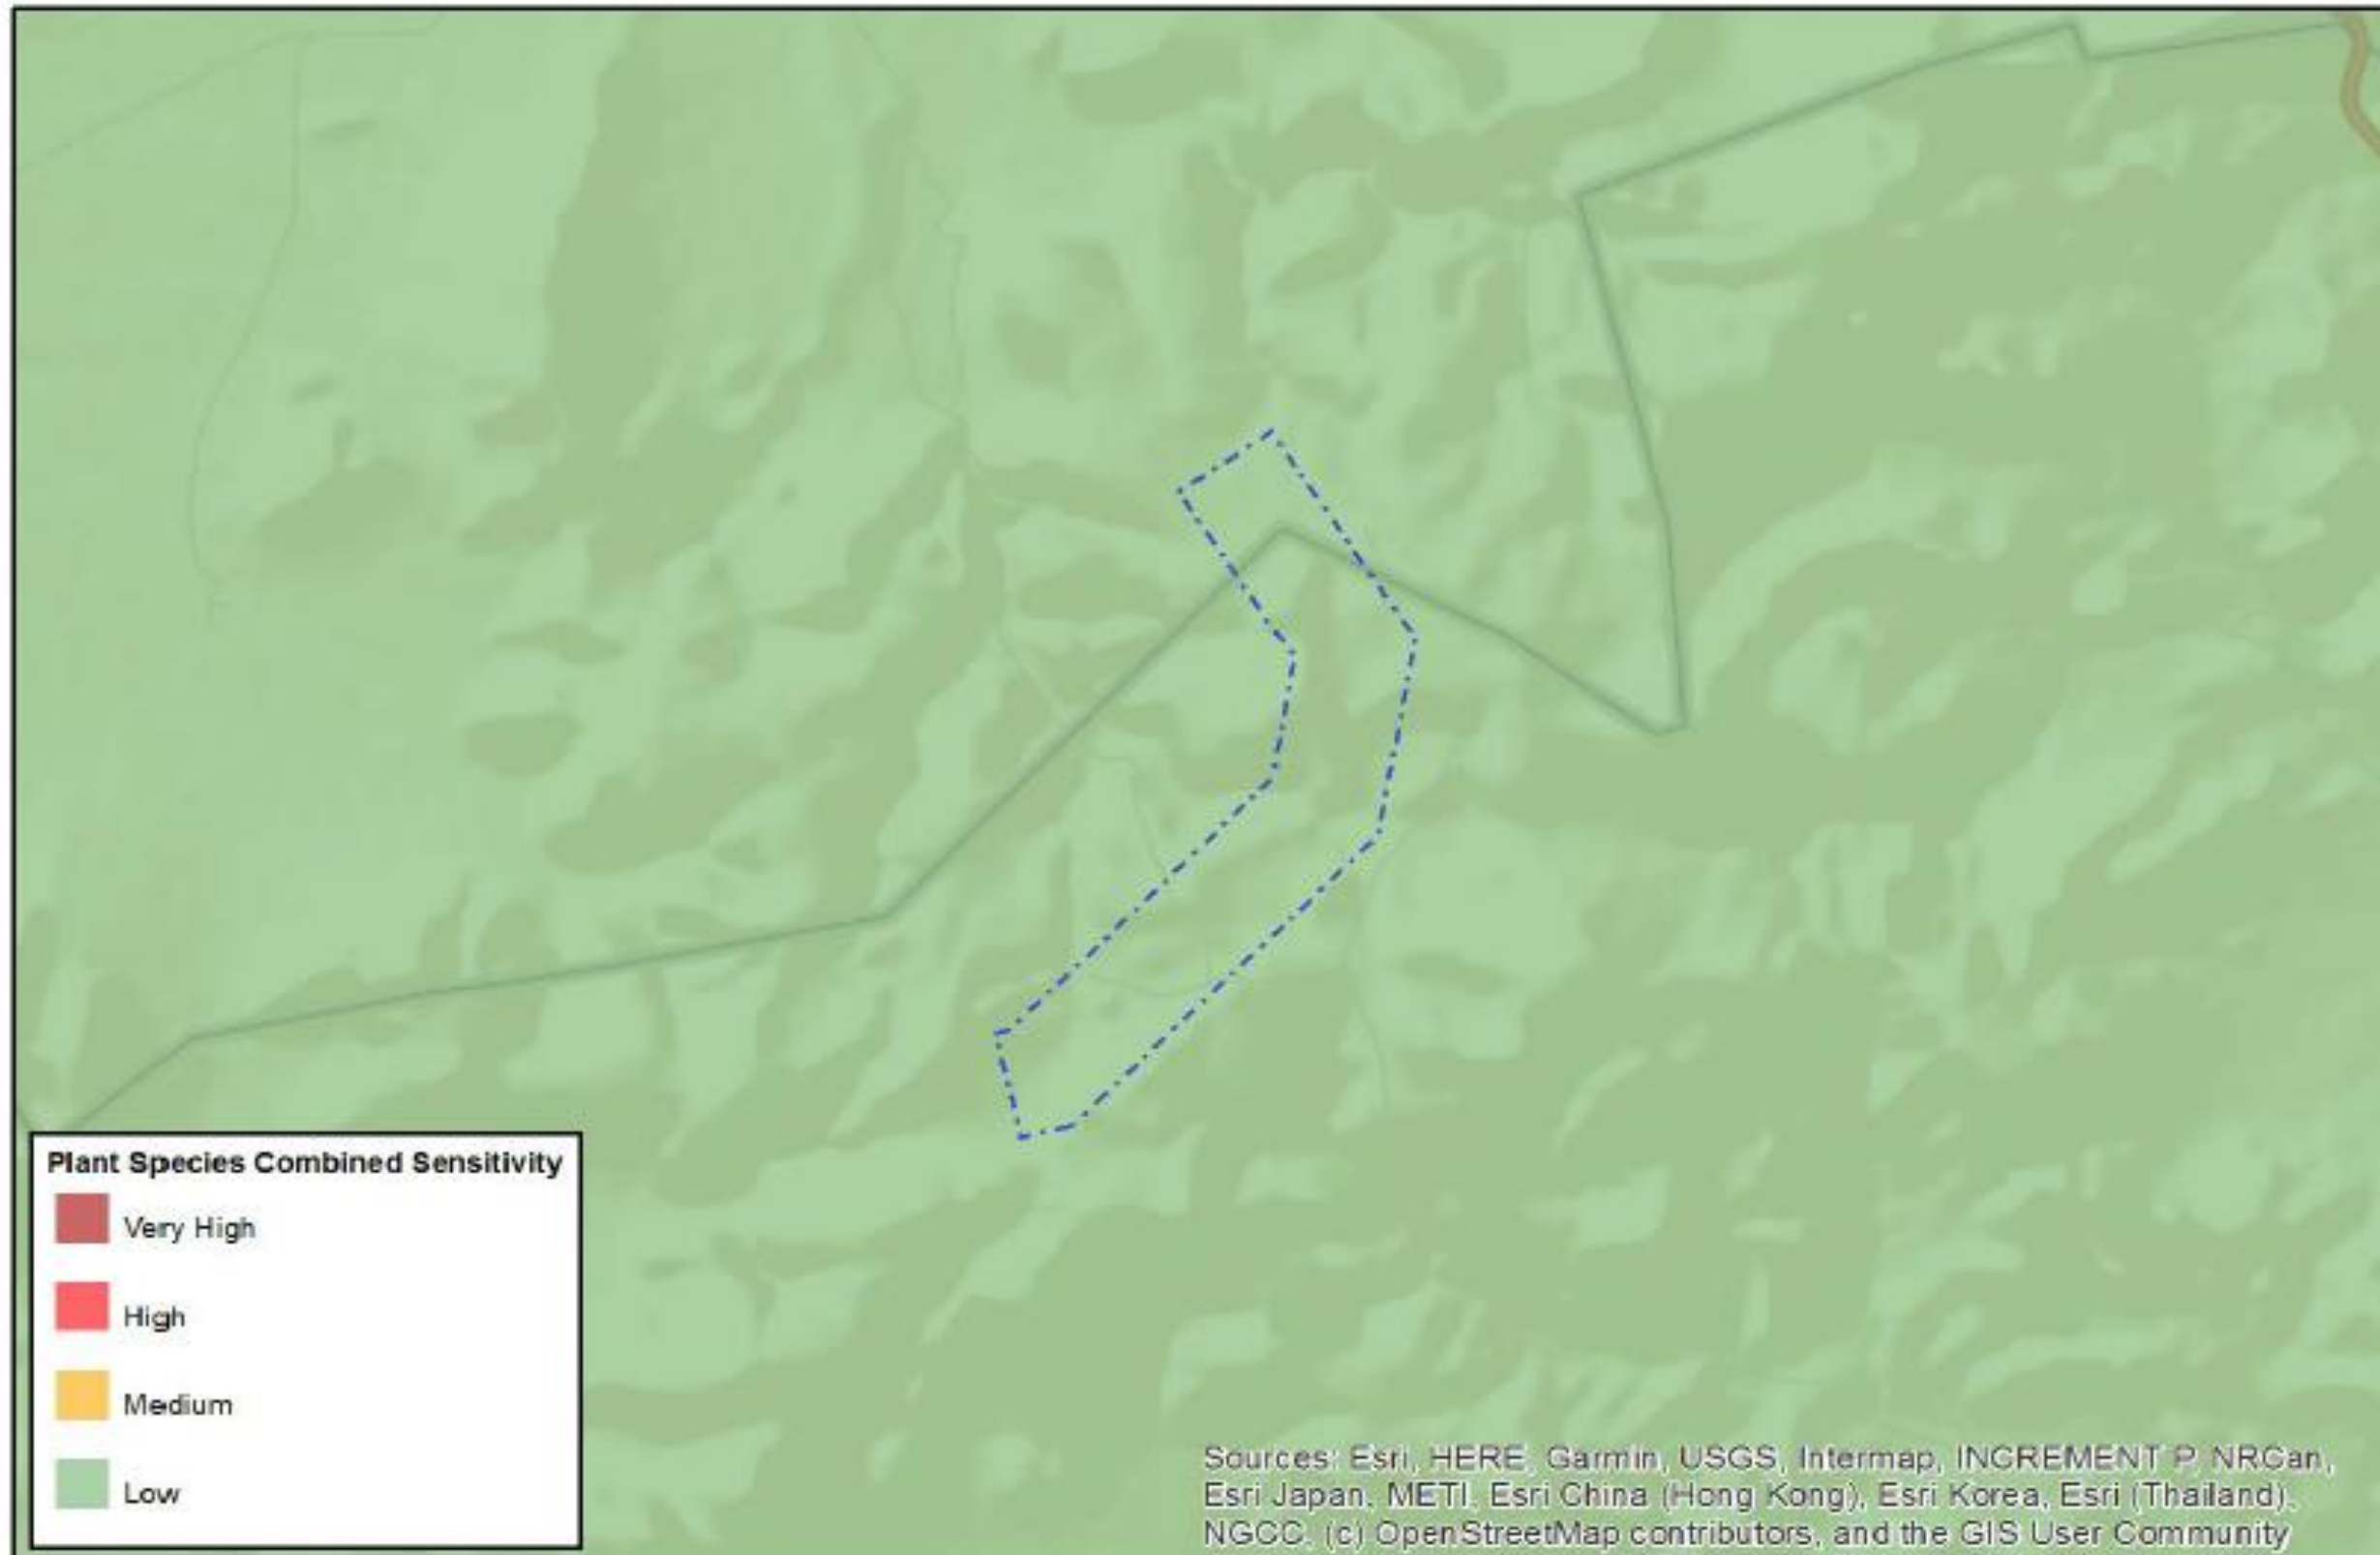 Plant Species Combined Sensitivity
Very High
High
Medium
Low
Sources: Esri, HERE, Garmin, USGS, Intermap, INCREMENT P, NRCan,
Esri Japan, METI, Esri China (Hong Kong), Esri Korea, Esri (Thailand),
NGCC, (c) OpenStreetMap contributors, and the GIS User Community